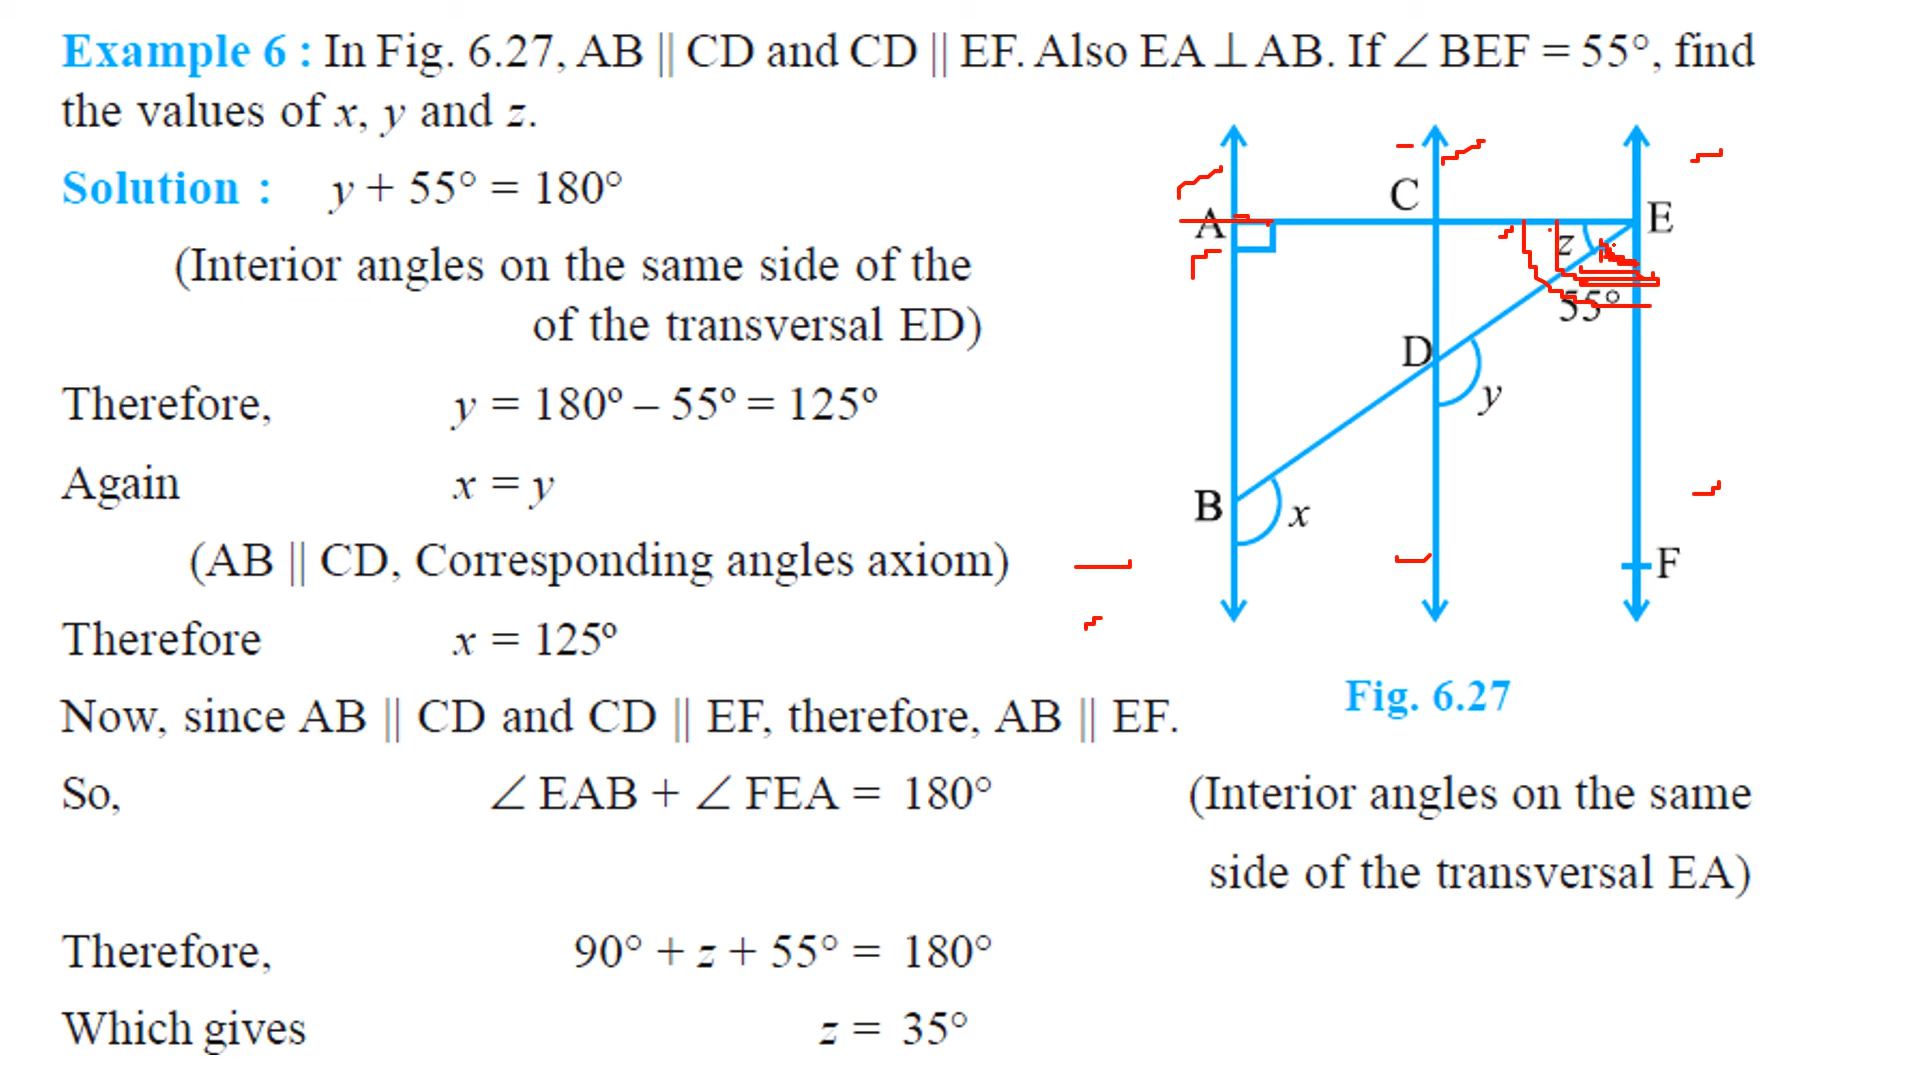 Example 6 : In Fig. 6.27, AB || CD and CD || EF. Also EA ⊥ AB. If ∠ BEF = 55°, find
the values of x, y and z.
Solution : y + 55° = 180°
(Interior angles on the same side of the
of the transversal ED)
Therefore, y = 180º – 55º = 125º
Again x = y
(AB || CD, Corresponding angles axiom)
Therefore x = 125º
Now, since AB || CD and CD || EF, therefore, AB || EF.
So, ∠ EAB + ∠ FEA = 180° (Interior angles on the same
side of the transversal EA)
Therefore, 90° + z + 55° = 180°
Which gives z = 35°
C
A
E
z
55°
D
y
B
x
F
Fig. 6.27